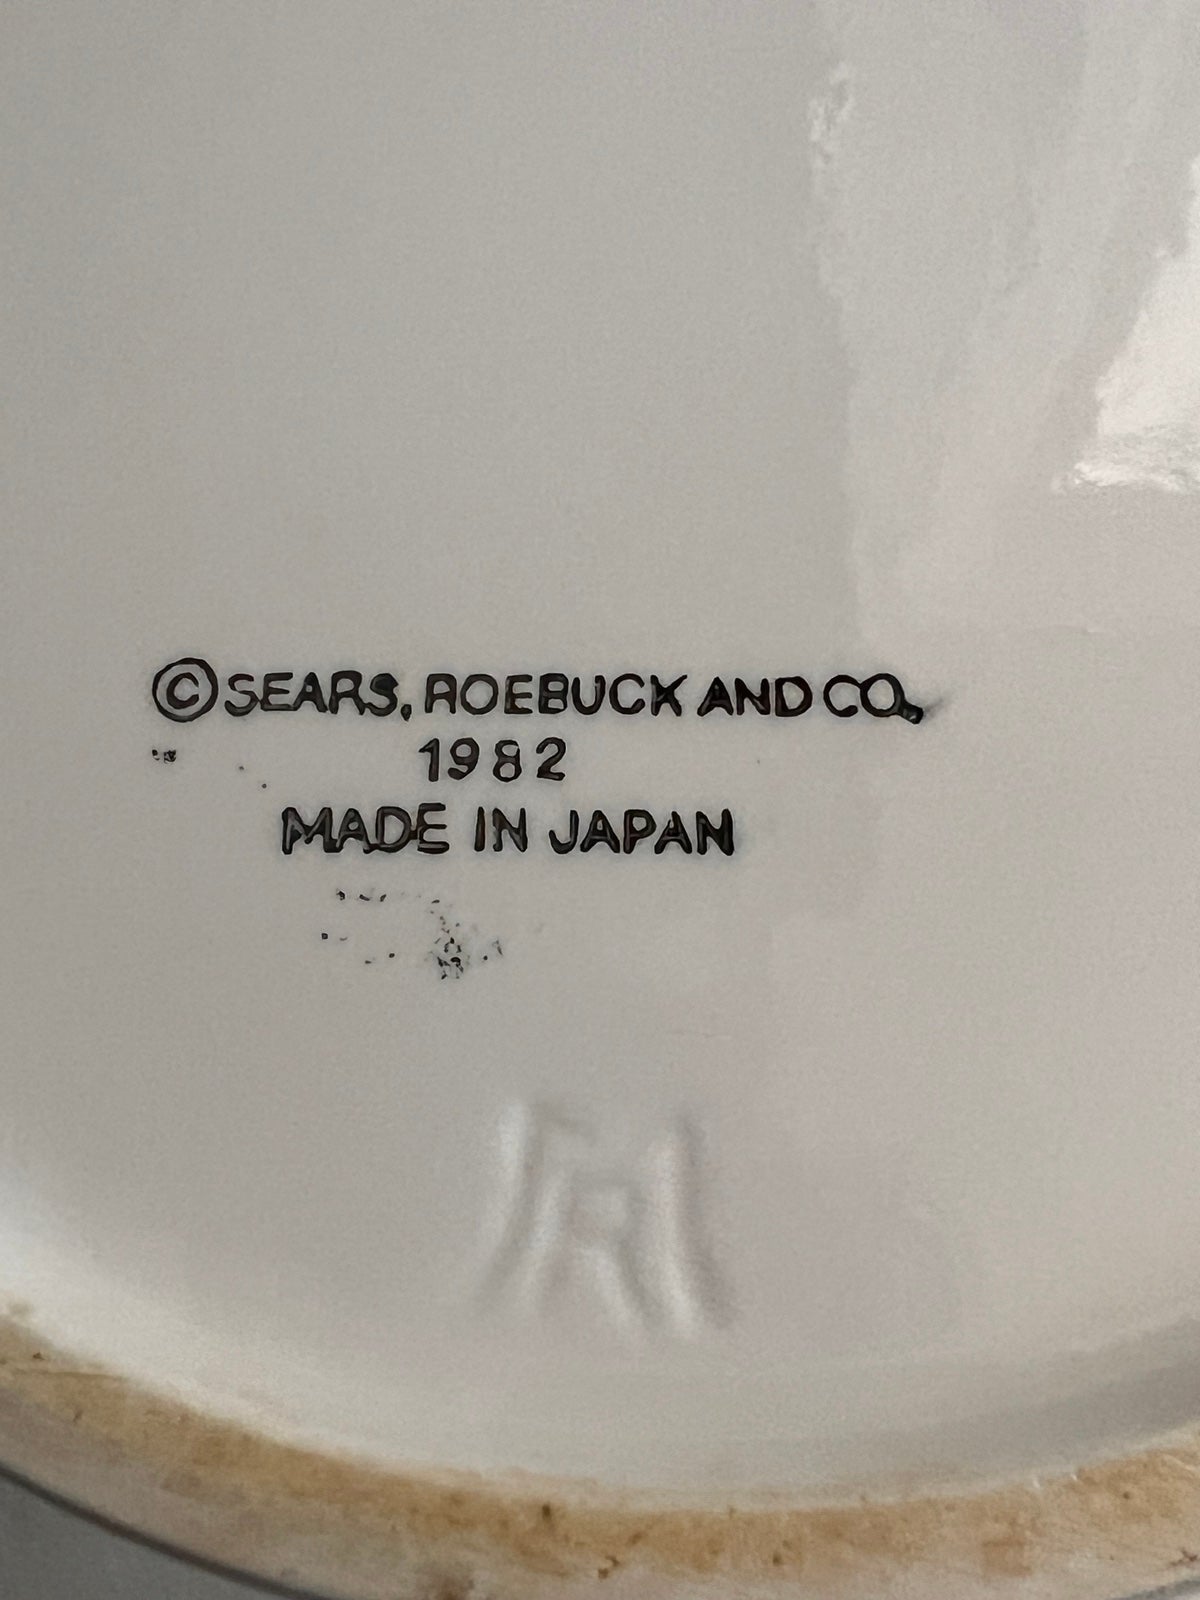 ©SEARS, ROEBUCK AND CO.
1982
MADE IN JAPAN